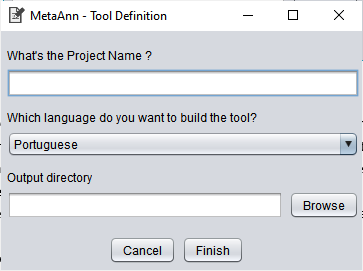 MetaAnn - Tool Definition
What's the Project Name ?
Which language do you want to build the tool?
Portuguese
Output directory
Browse
Cancel
Finish